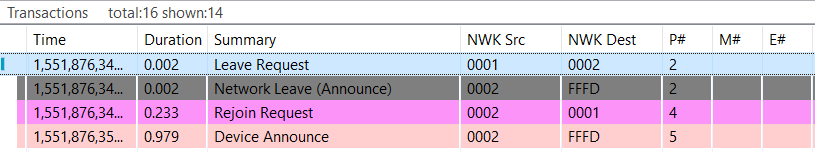 Transactions total:16 shown:14
Time Duration Summary NWK Src NWK Dest P# M# E#
1,551,876,34... 0.002 Leave Request 0001 0002 2
1,551,876,34... 0.002 Network Leave (Announce) 0002 FFFD 2
1,551,876,34... 0.233 Rejoin Request 0002 0001 4
1,551,876,35... 0.979 Device Announce 0002 FFFD 5